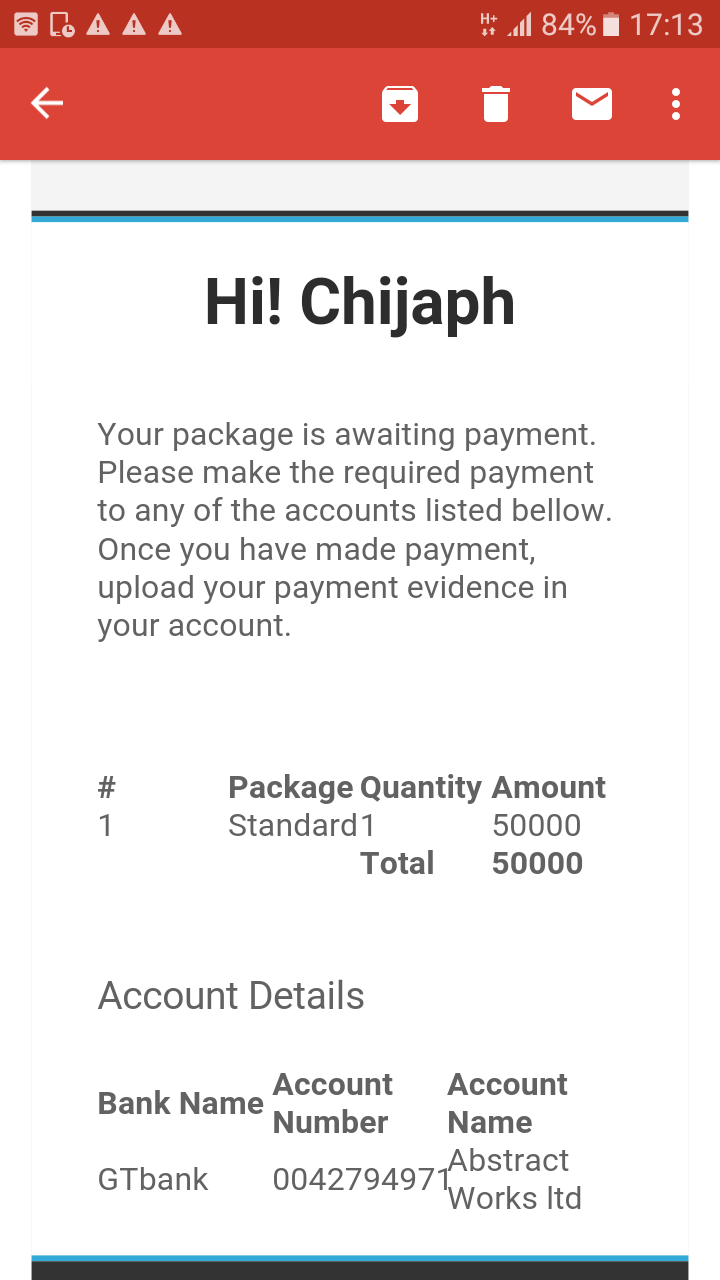 H+ 84% 17:13
Hi! Chijaph
Your package is awaiting payment.
Please make the required payment
to any of the accounts listed bellow.
Once you have made payment,
upload your payment evidence in
your account.
# Package Quantity Amount
1 Standard 1 50000
Total 50000
Account Details
Bank Name Account Number Account Name
GTbank 0042794971 Abstract Works ltd